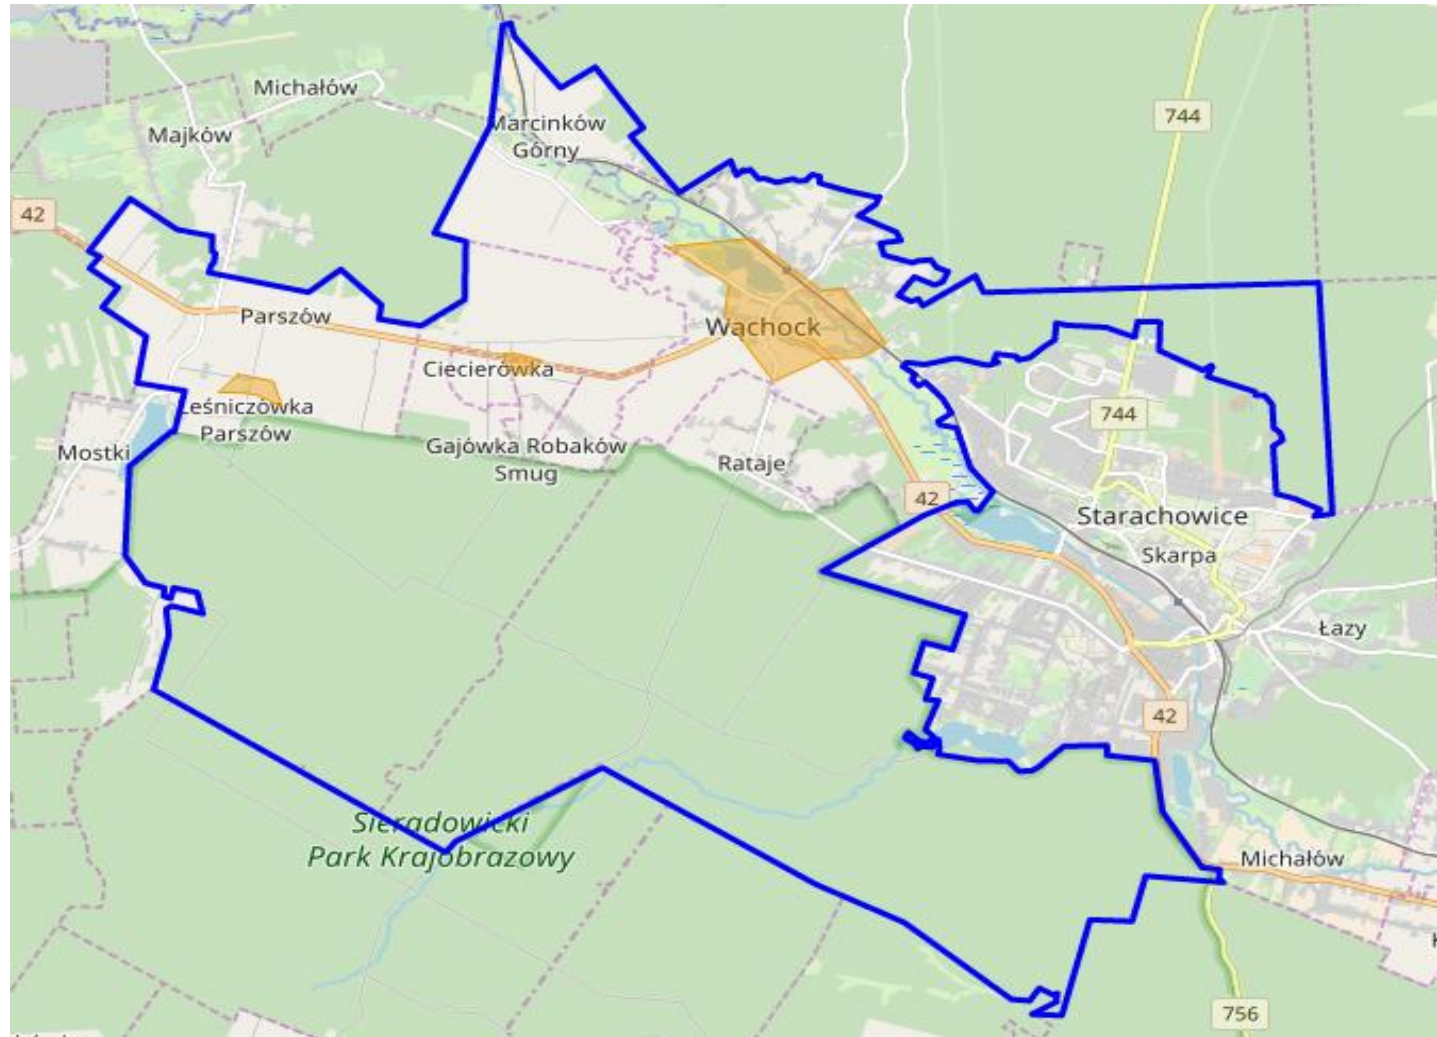 Michałów
744
Majków
Marcinków
Górny
42
Parszów
Wąchock
Ciecierówka
Leśniczówka
Parszów
744
Mostki
Gajówka Robaków
Smug
Rataje
42
Starachowice
Skarpa
Łazy
42
Sieradowicki
Park Krajobrazowy
Michałów
756